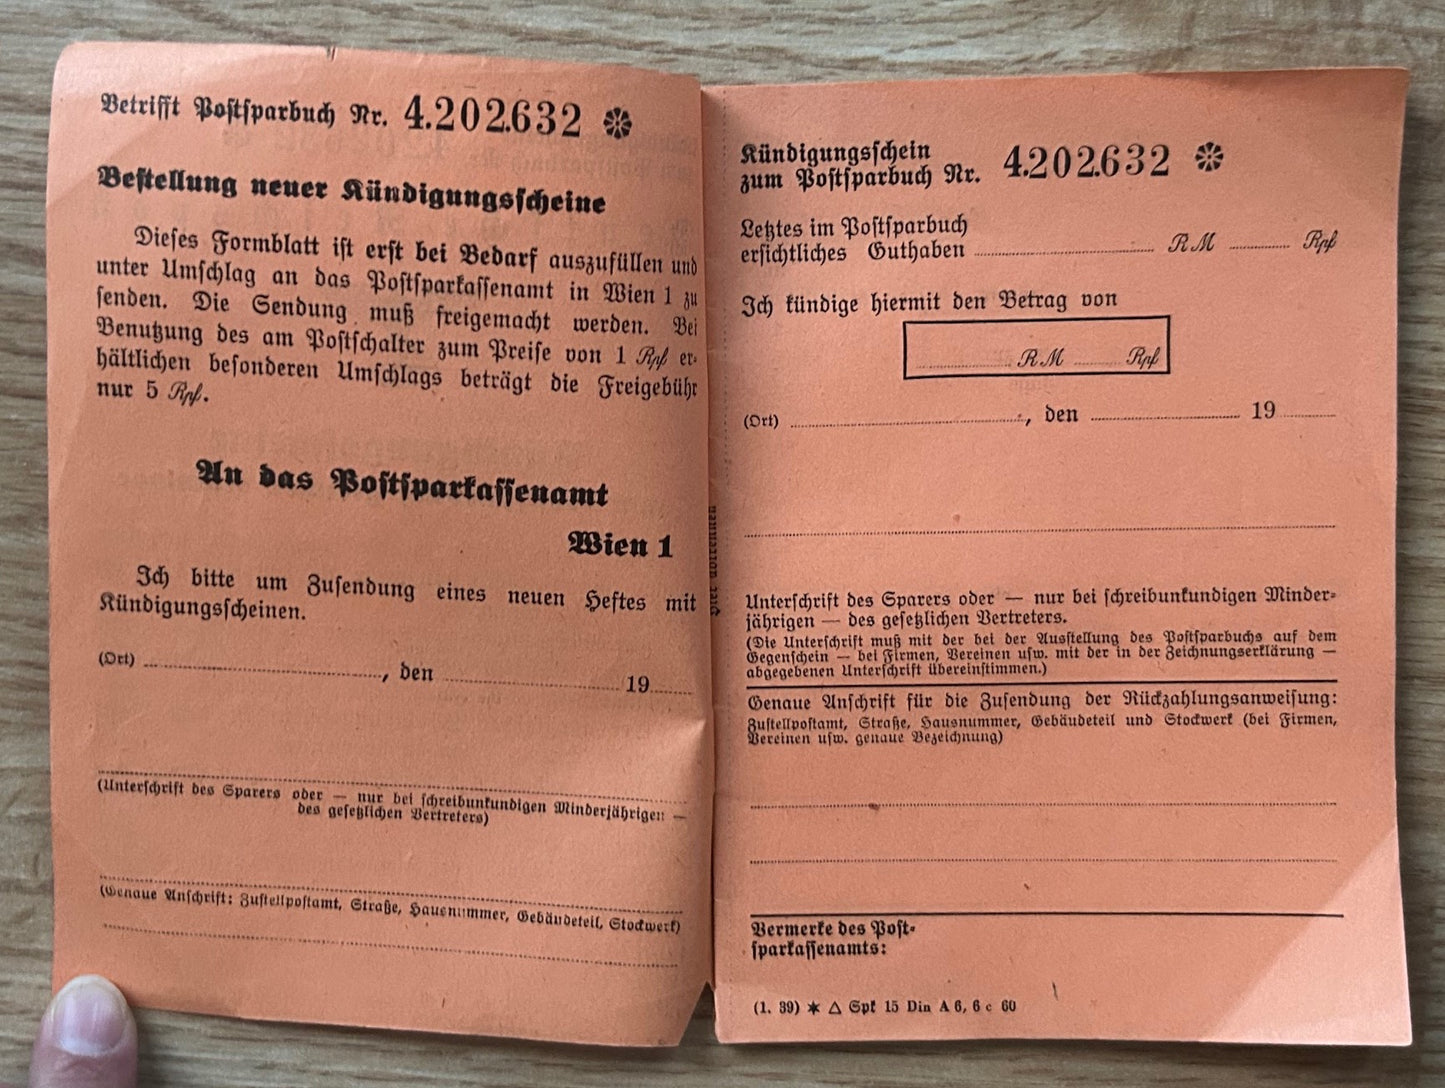 Betrifft Postsparbuch Nr. 4.202.632
Bestellung neuer Kündigungsscheine
Dieses Formblatt ist erst bei Bedarf auszufüllen und
unter Umschlag an das Postsparkassenamt in Wien 1 zu
senden. Die Sendung muß freigemacht werden. Bei
Benutzung des am Postschalter zum Preise von 1 Rpf er-
hältlichen besonderen Umschlags beträgt die Freigebühr
nur 5 Rpf.
An das Postsparkassenamt
Wien 1
Ich bitte um Zusendung eines neuen Heftes mit
Kündigungsscheinen.
(Ort) ..., den ... 19...
(Unterschrift des Sparers oder — nur bei schreibunkundigen Minderjährigen —
des gesetzlichen Vertreters)
(Genaue Anschrift: Zustellpostamt, Straße, Hausnummer, Gebäudeteil, Stockwerk)
Hier abtrennen
Kündigungsschein
zum Postsparbuch Nr. 4.202.632
Letztes im Postsparbuch
ersichtliches Guthaben ... RM ... Rpf
Ich kündige hiermit den Betrag von
... RM ... Rpf
(Ort) ..., den ... 19...
Unterschrift des Sparers oder — nur bei schreibunkundigen Minder-
jährigen — des gesetzlichen Vertreters.
(Die Unterschrift muß mit der bei der Ausstellung des Postsparbuchs auf dem
Gegenschein — bei Firmen, Vereinen usw. mit der in der Zeichnungserklärung —
abgegebenen Unterschrift übereinstimmen.)
Genaue Anschrift für die Zusendung der Rückzahlungsanweisung:
Zustellpostamt, Straße, Hausnummer, Gebäudeteil und Stockwerk (bei Firmen,
Vereinen usw. genaue Bezeichnung)
Vermerke des Post-
sparkassenamts:
(1. 39) ✶ △ Spk 15 Din A 6, 6 c 60